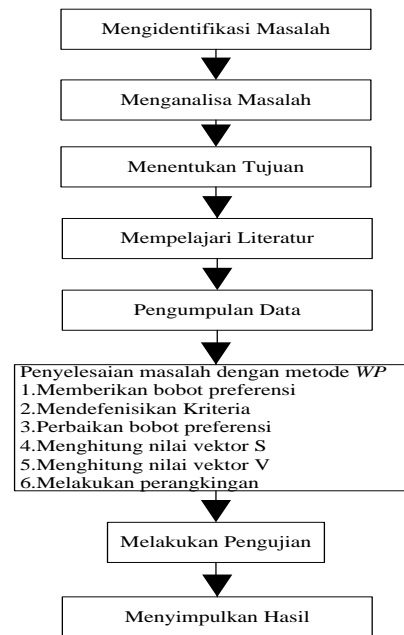 Mengidentifikasi Masalah
Menganalisa Masalah
Menentukan Tujuan
Mempelajari Literatur
Pengumpulan Data
Penyelesaian masalah dengan metode WP
1.Memberikan bobot preferensi
2.Mendefenisikan Kriteria
3.Perbaikan bobot preferensi
4.Menghitung nilai vektor S
5.Menghitung nilai vektor V
6.Melakukan perangkingan
Melakukan Pengujian
Menyimpulkan Hasil